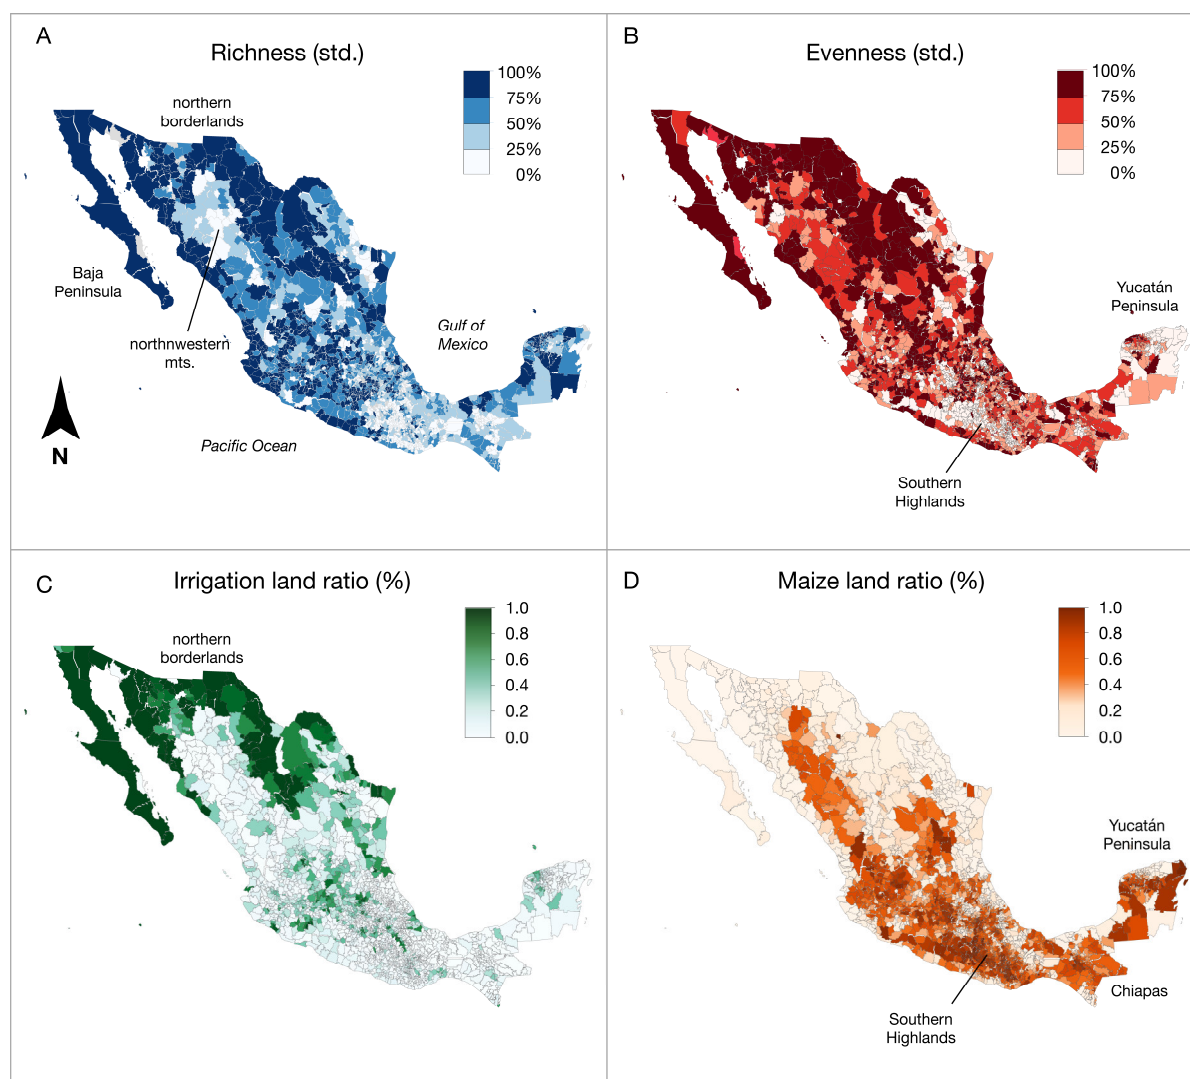 A
Richness (std.)
100%
75%
50%
25%
0%
northern
borderlands
Baja
Peninsula
northnwestern
mts.
Gulf of
Mexico
Pacific Ocean
N
B
Evenness (std.)
100%
75%
50%
25%
0%
Yucatán
Peninsula
Southern
Highlands
C
Irrigation land ratio (%)
1.0
0.8
0.6
0.4
0.2
0.0
northern
borderlands
D
Maize land ratio (%)
1.0
0.8
0.6
0.4
0.2
0.0
Yucatán
Peninsula
Chiapas
Southern
Highlands